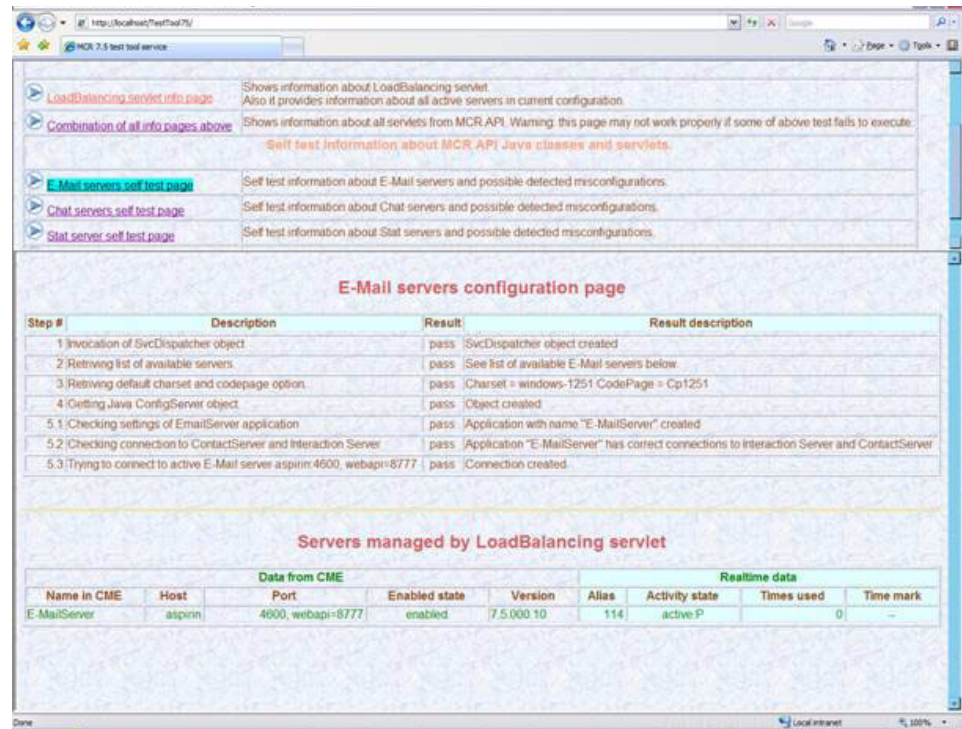 http://localhost/TestTool75/
Google
MCR 7.5 test tool service
Page
Tools
LoadBalancing servlet info page
Shows information about LoadBalancing servlet.
Also it provides information about all active servers in current configuration.
Combination of all info pages above
Shows information about all servlets from MCR API. Warning: this page may not work properly if some of above test fails to execute
Self test information about MCR API Java classes and servlets.
E-Mail servers self test page
Self test information about E-Mail servers and possible detected misconfigurations.
Chat servers self test page
Self test information about Chat servers and possible detected misconfigurations.
Stat server self test page
Self test information about Stat servers and possible detected misconfigurations.
E-Mail servers configuration page
Step # Description Result Result description
1 Invocation of SvcDispatcher object pass SvcDispatcher object created
2 Retriving list of available servers. pass See list of available E-Mail servers below.
3 Retriving default charset and codepage option. pass Charset = windows-1251 CodePage = Cp1251
4 Getting Java ConfigServer object pass Object created
5.1 Checking settings of EmailServer application pass Application with name "E-MailServer" created
5.2 Checking connection to ContactServer and Interaction Server pass Application "E-MailServer" has correct connections to Interaction Server and ContactServer
5.3 Trying to connect to active E-Mail server aspirin:4600, webapi=8777 pass Connection created.
Servers managed by LoadBalancing servlet
Data from CME Realtime data
Name in CME Host Port Enabled state Version Alias Activity state Times used Time mark
E-MailServer aspirin 4600, webapi=8777 enabled 7.5.000.10 114 active:P 0 --
Done
Local intranet
100%